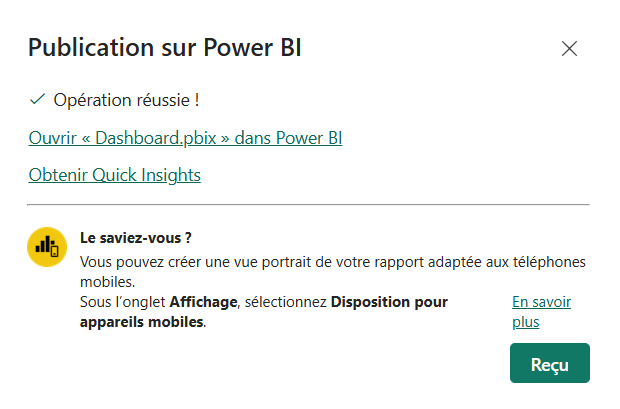 Publication sur Power BI
Opération réussie !
Ouvrir « Dashboard.pbix » dans Power BI
Obtenir Quick Insights
Le saviez-vous ?
Vous pouvez créer une vue portrait de votre rapport adaptée aux téléphones
mobiles.
Sous l’onglet Affichage, sélectionnez Disposition pour
appareils mobiles.
En savoir
plus
Reçu